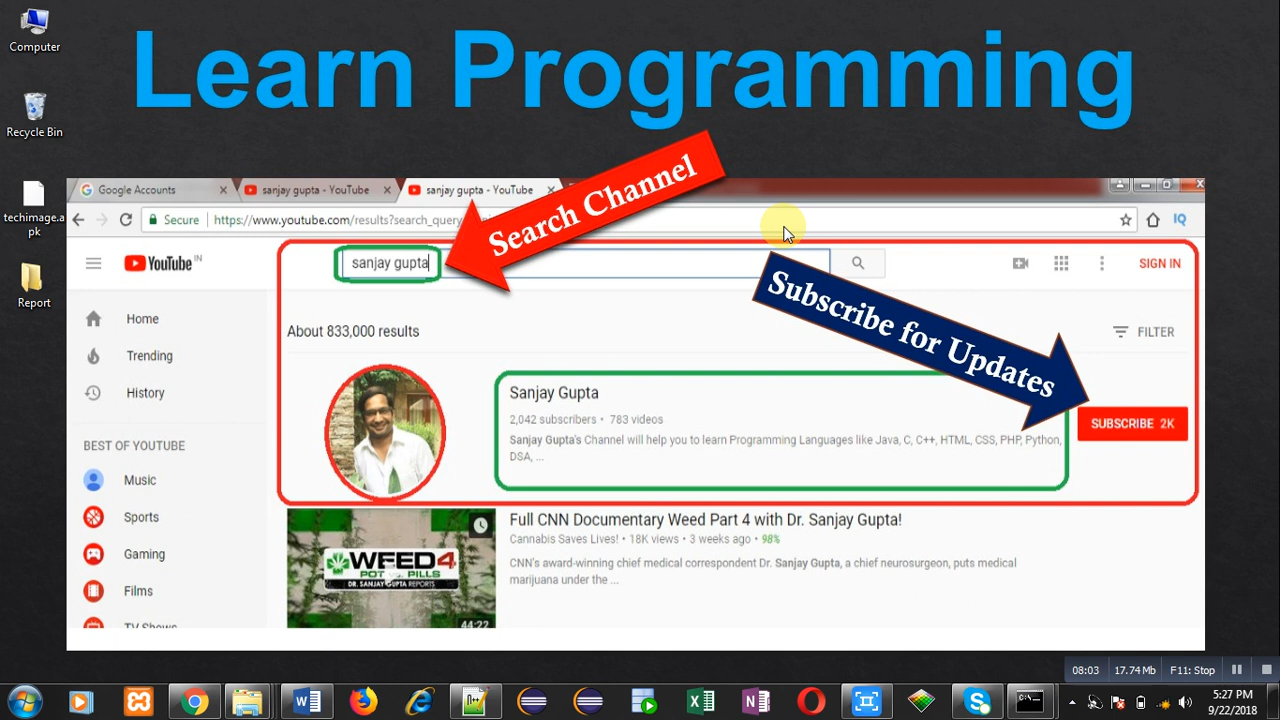 Learn Programming
Computer
Recycle Bin
techimage.a
pk
Report
Google Accounts
sanjay gupta - YouTube
sanjay gupta - YouTube
Secure
https://www.youtube.com/results?search_query
IQ
Search Channel
YouTube IN
sanjay gupta
SIGN IN
Subscribe for Updates
Home
Trending
History
BEST OF YOUTUBE
Music
Sports
Gaming
Films
TV Shows
About 833,000 results
FILTER
Sanjay Gupta
2,042 subscribers • 783 videos
Sanjay Gupta's Channel will help you to learn Programming Languages like Java, C, C++, HTML, CSS, PHP, Python,
DSA, ...
SUBSCRIBE 2K
WEED4
POT vs. PILLS
DR. SANJAY GUPTA REPORTS
44:22
Full CNN Documentary Weed Part 4 with Dr. Sanjay Gupta!
Cannabis Saves Lives! • 18K views • 3 weeks ago • 98%
CNN's award-winning chief medical correspondent Dr. Sanjay Gupta, a chief neurosurgeon, puts medical
marijuana under the ...
08:03
17.74 Mb
F11: Stop
5:27 PM
9/22/2018